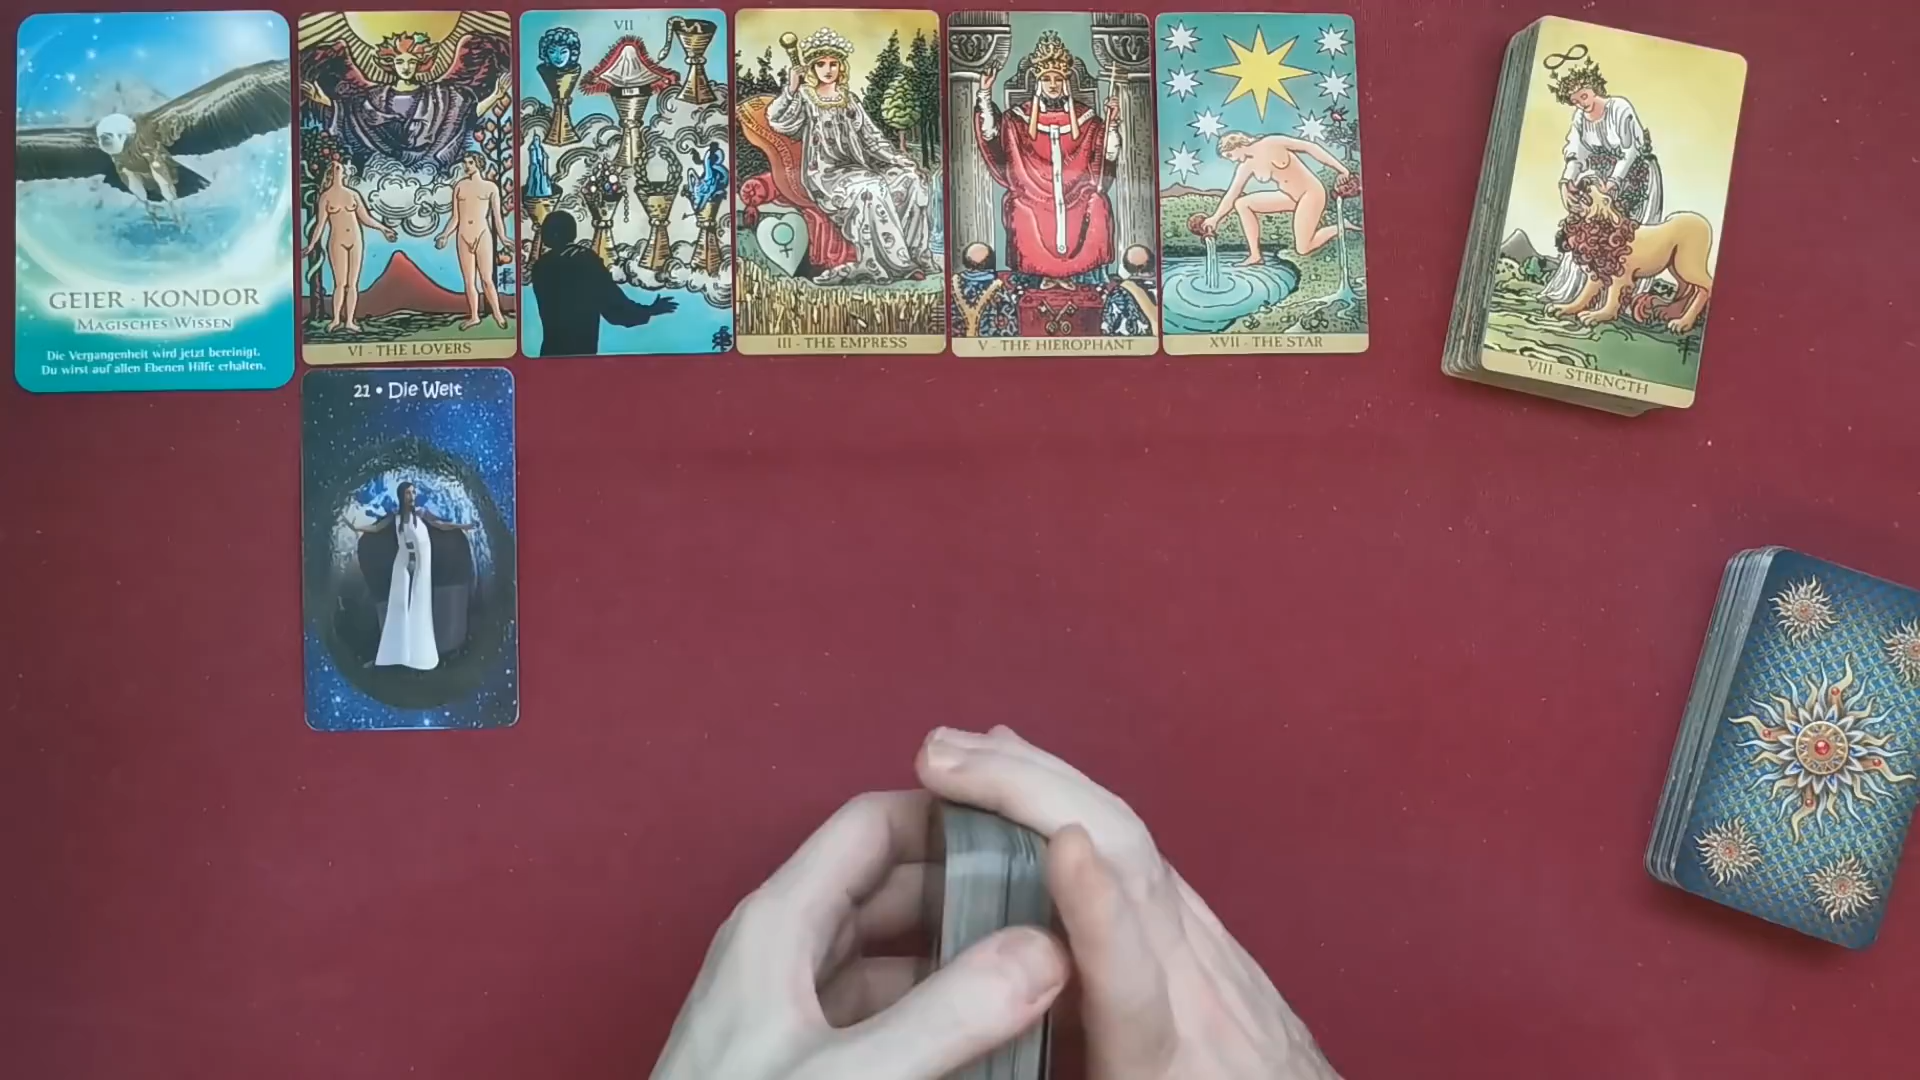 GEIER · KONDOR
MAGISCHES WISSEN
Die Vergangenheit wird jetzt bereinigt.
Du wirst auf allen Ebenen Hilfe erhalten.
VI - THE LOVERS
VII
III - THE EMPRESS
V - THE HIEROPHANT
XVII - THE STAR
VIII - STRENGTH
21 • Die Welt